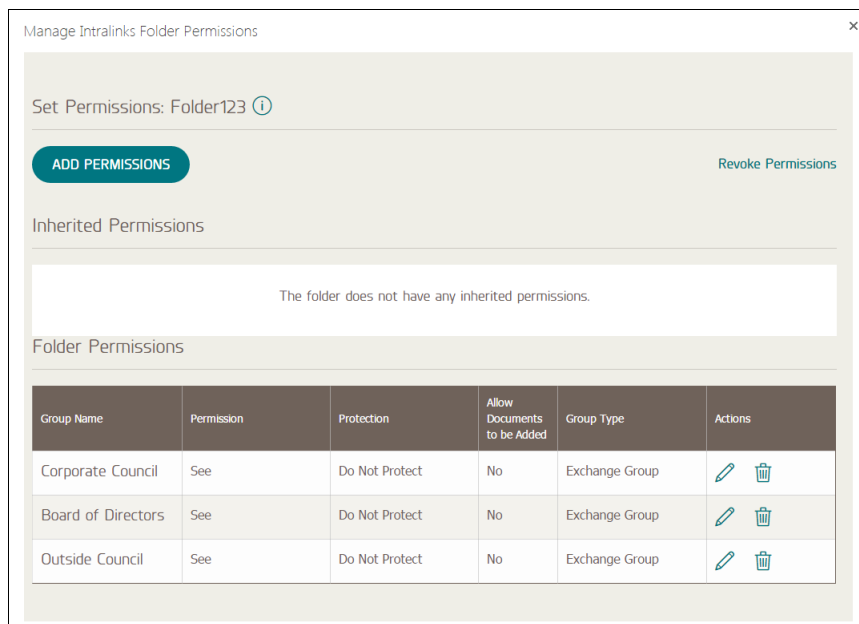 Manage Intralinks Folder Permissions
Set Permissions: Folder123
ADD PERMISSIONS
Revoke Permissions
Inherited Permissions
The folder does not have any inherited permissions.
Folder Permissions
Group Name Permission Protection Allow Documents to be Added Group Type Actions
Corporate Council See Do Not Protect No Exchange Group
Board of Directors See Do Not Protect No Exchange Group
Outside Council See Do Not Protect No Exchange Group